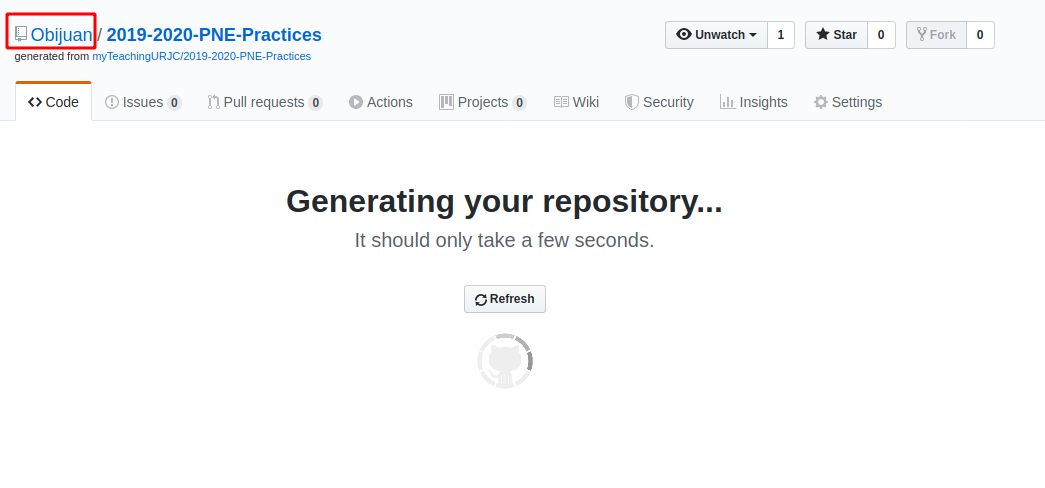 Obijuan / 2019-2020-PNE-Practices
Unwatch 1 Star 0 Fork 0
generated from myTeachingURJC/2019-2020-PNE-Practices
Code Issues 0 Pull requests 0 Actions Projects 0 Wiki Security Insights Settings
Generating your repository...
It should only take a few seconds.
Refresh